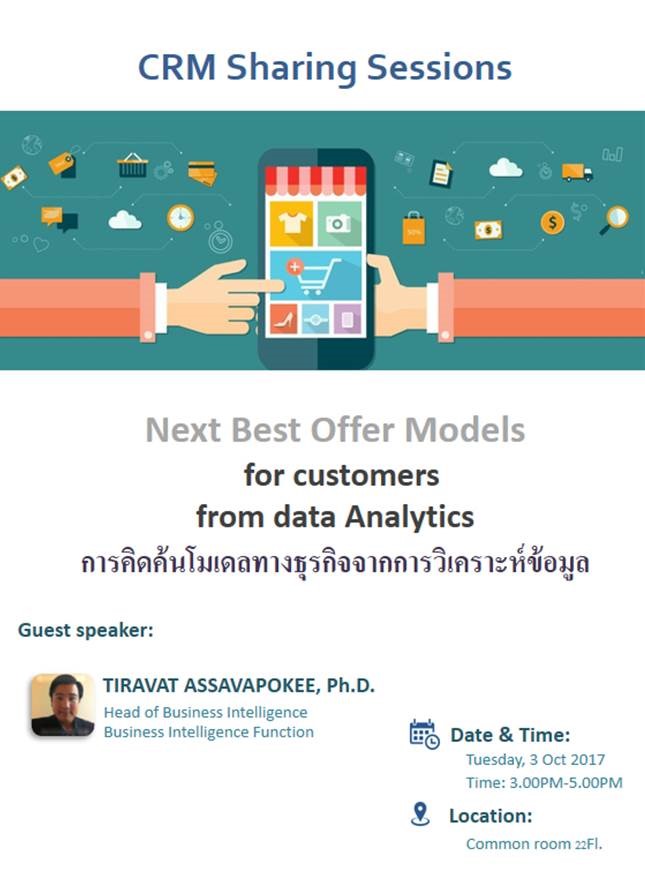 CRM Sharing Sessions
50%
Next Best Offer Models
for customers
from data Analytics
การคิดค้นโมเดลทางธุรกิจจากการวิเคราะห์ข้อมูล
Guest speaker:
TIRAVAT ASSAVAPOKEE, Ph.D.
Head of Business Intelligence
Business Intelligence Function
Date & Time:
Tuesday, 3 Oct 2017
Time: 3.00PM-5.00PM
Location:
Common room 22Fl.